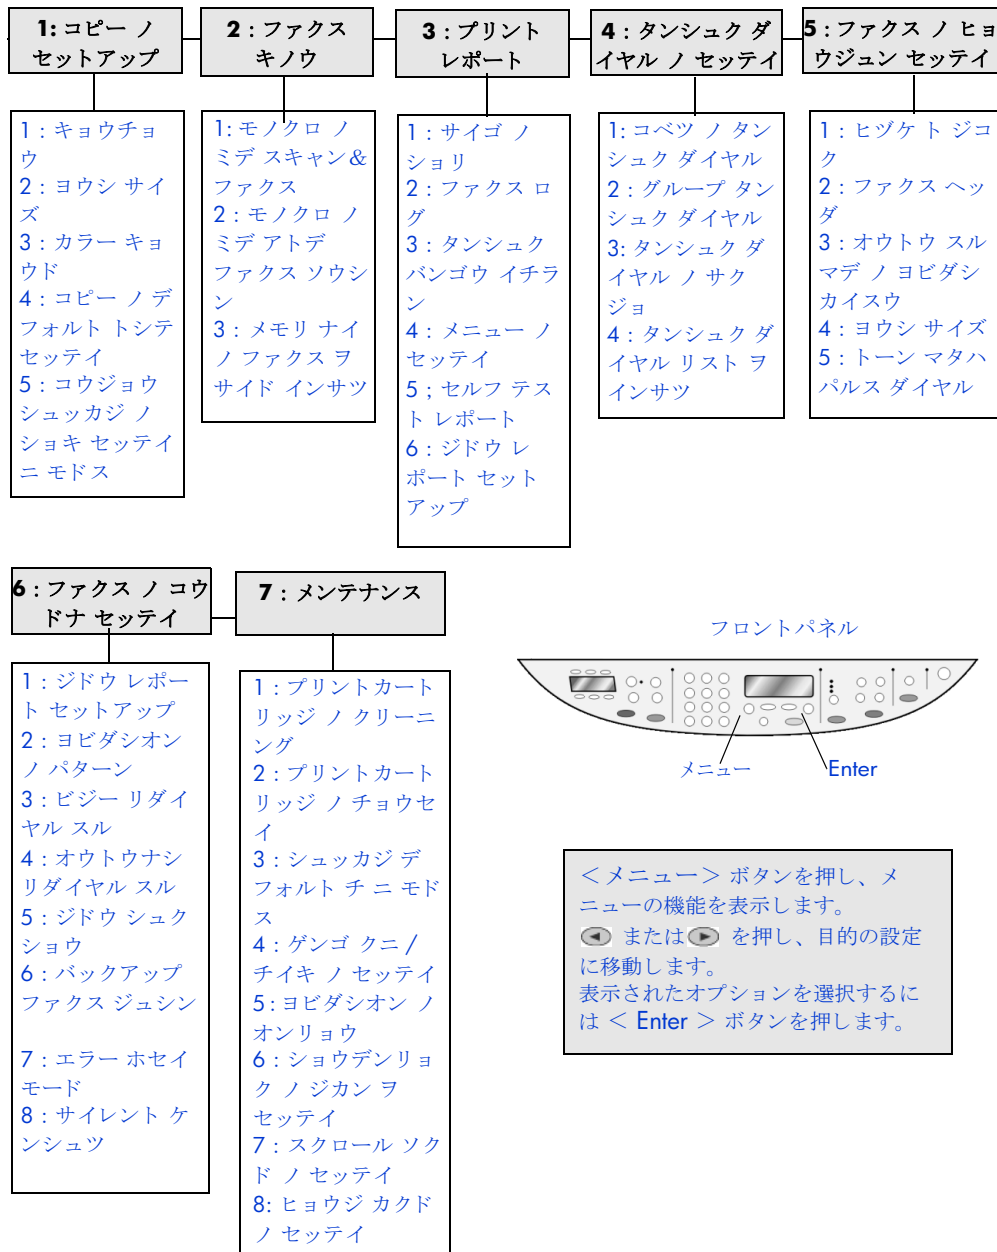 1: コピー ノ
セットアップ
1 : キョウチョ
ウ
2 : ヨウシ サイ
ズ
3 : カラー キョ
ウド
4 : コピー ノ デ
フォルト トシテ
セッテイ
5 : コウジョウ
シュッカジ ノ
ショキ セッテイ
ニ モドス
2 : ファクス
キノウ
1: モノクロ ノ
ミデ スキャン&
ファクス
2 : モノクロ ノ
ミデ アトデ
ファクス ソウシ
ン
3 : メモリ ナイ
ノ ファクス ヲ
サイド インサツ
3 : プリント
レポート
1 : サイゴ ノ
ショリ
2 : ファクス ロ
グ
3 : タンシュク
バンゴウ イチラ
ン
4 : メニュー ノ
セッテイ
5 ; セルフ テス
ト レポート
6 : ジドウ レ
ポート セット
アップ
4 : タンシュク ダ
イヤル ノ セッテイ
1: コベツ ノ タン
シュク ダイヤル
2 : グループ タン
シュク ダイヤル
3: タンシュク ダ
イヤル ノ サク
ジョ
4 : タンシュク ダ
イヤル リスト ヲ
インサツ
5 : ファクス ノ ヒョ
ウジュン セッテイ
1 : ヒヅケ ト ジコ
ク
2 : ファクス ヘッ
ダ
3 : オウトウ スル
マデ ノ ヨビダシ
カイスウ
4 : ヨウシ サイズ
5 : トーン マタハ
パルス ダイヤル
6 : ファクス ノ コウ
ドナ セッテイ
1 : ジドウ レポー
ト セットアップ
2 : ヨビダシオン
ノ パターン
3 : ビジー リダイ
ヤル スル
4 : オウトウナシ
リダイヤル スル
5 : ジドウ シュク
ショウ
6 : バックアップ
ファクス ジュシン
7 : エラー ホセイ
モード
8 : サイレント ケ
ンシュツ
7 : メンテナンス
1 : プリントカート
リッジ ノ クリーニ
ング
2 : プリントカート
リッジ ノ チョウセ
イ
3 : シュッカジ デ
フォルト チ ニ モド
ス
4 : ゲンゴ クニ /
チイキ ノ セッテイ
5 : ヨビダシオン ノ
オンリョウ
6 : ショウデンリョ
ク ノ ジカン ヲ
セッテイ
7 : スクロール ソク
ド ノ セッテイ
8: ヒョウジ カクド
ノ セッテイ
フロントパネル
メニュー
Enter
＜メニュー＞ ボタンを押し、メ
ニューの機能を表示します。
または を押し、目的の設定
に移動します。
表示されたオプションを選択するに
は ＜ Enter ＞ ボタンを押します。